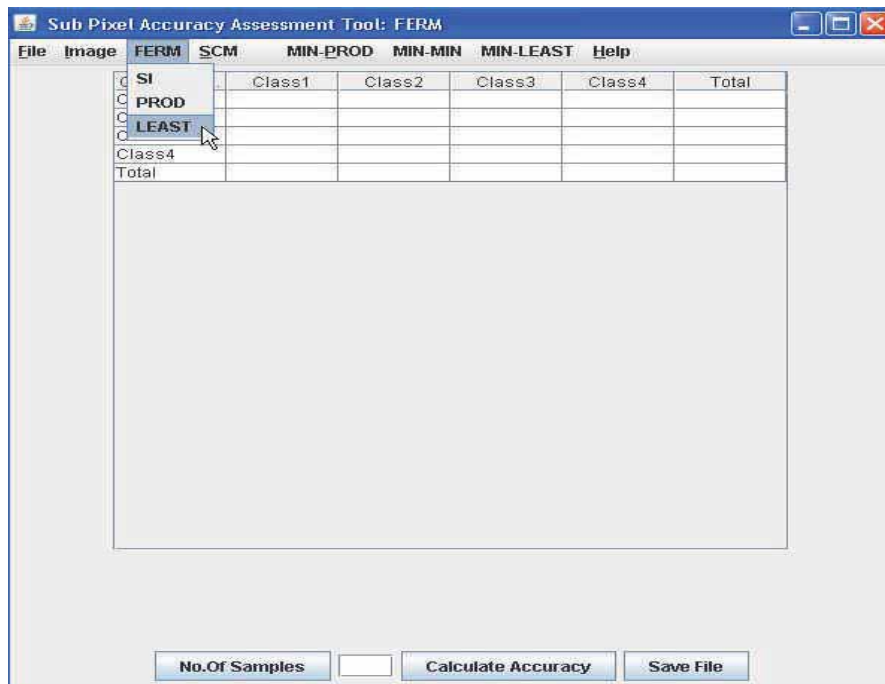 Sub Pixel Accuracy Assessment Tool: FERM
File Image FERM SCM MIN-PROD MIN-MIN MIN-LEAST Help
SI
PROD
LEAST
Class1 Class2 Class3 Class4 Total
Class4
Total
No.Of Samples Calculate Accuracy Save File